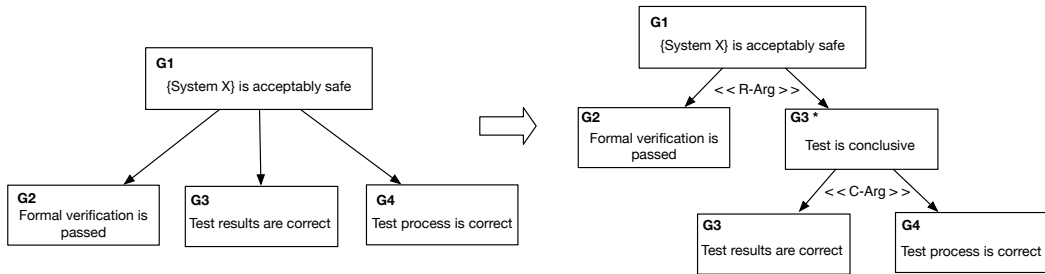 G1
{System X} is acceptably safe
G2
Formal verification is
passed
G3
Test results are correct
G4
Test process is correct
G1
{System X} is acceptably safe
< < R-Arg > >
G2
Formal verification is
passed
G3 *
Test is conclusive
< < C-Arg > >
G3
Test results are correct
G4
Test process is correct